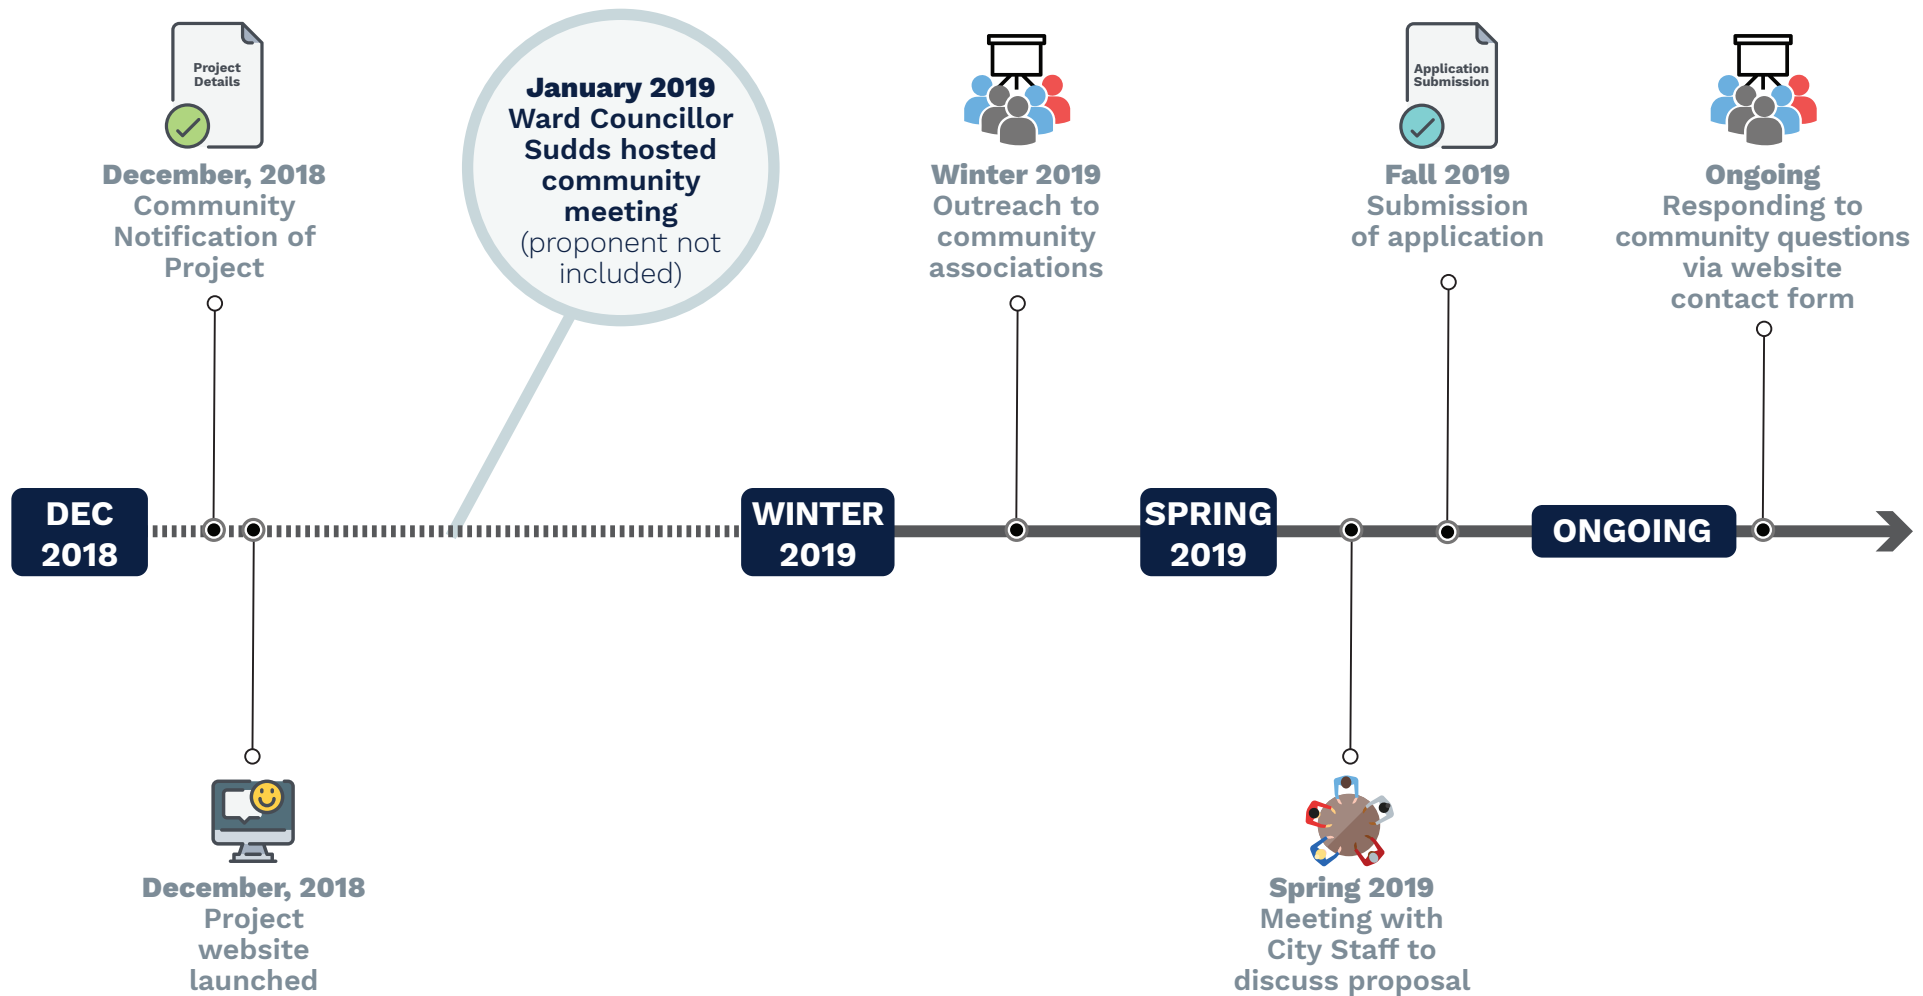 Project
Details
December, 2018
Community
Notification of
Project
January 2019
Ward Councillor
Sudds hosted
community
meeting
(proponent not
included)
Winter 2019
Outreach to
community
associations
Application
Submission
Fall 2019
Submission
of application
Ongoing
Responding to
community questions
via website
contact form
DEC
2018
WINTER
2019
SPRING
2019
ONGOING
December, 2018
Project
website
launched
Spring 2019
Meeting with
City Staff to
discuss proposal